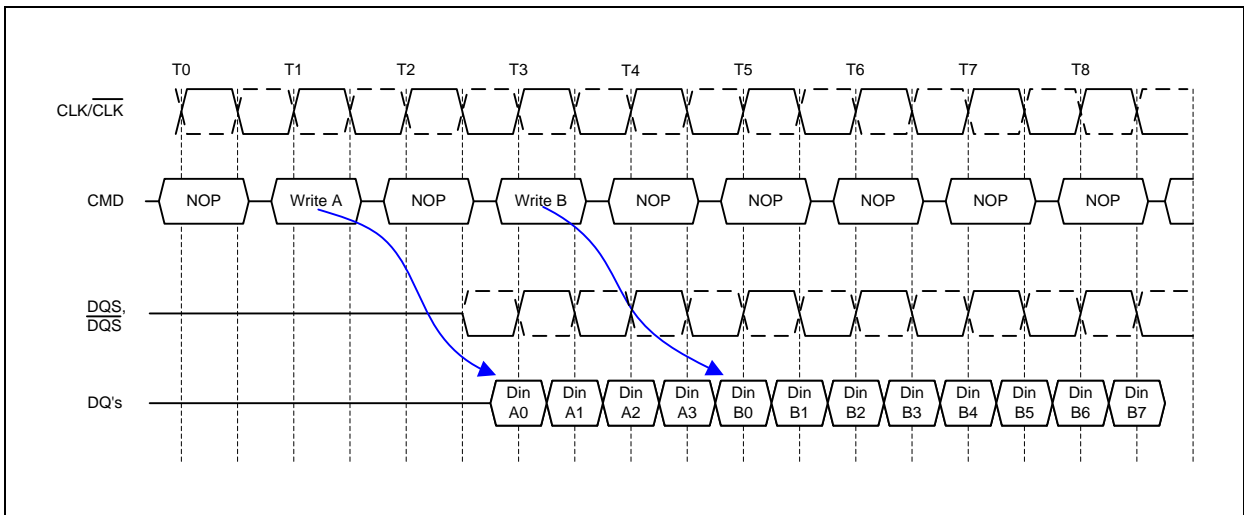 T0 T1 T2 T3 T4 T5 T6 T7 T8
CLK/CLK
CMD NOP Write A NOP Write B NOP NOP NOP NOP NOP
DQS,
DQS
DQ's Din A0 Din A1 Din A2 Din A3 Din B0 Din B1 Din B2 Din B3 Din B4 Din B5 Din B6 Din B7